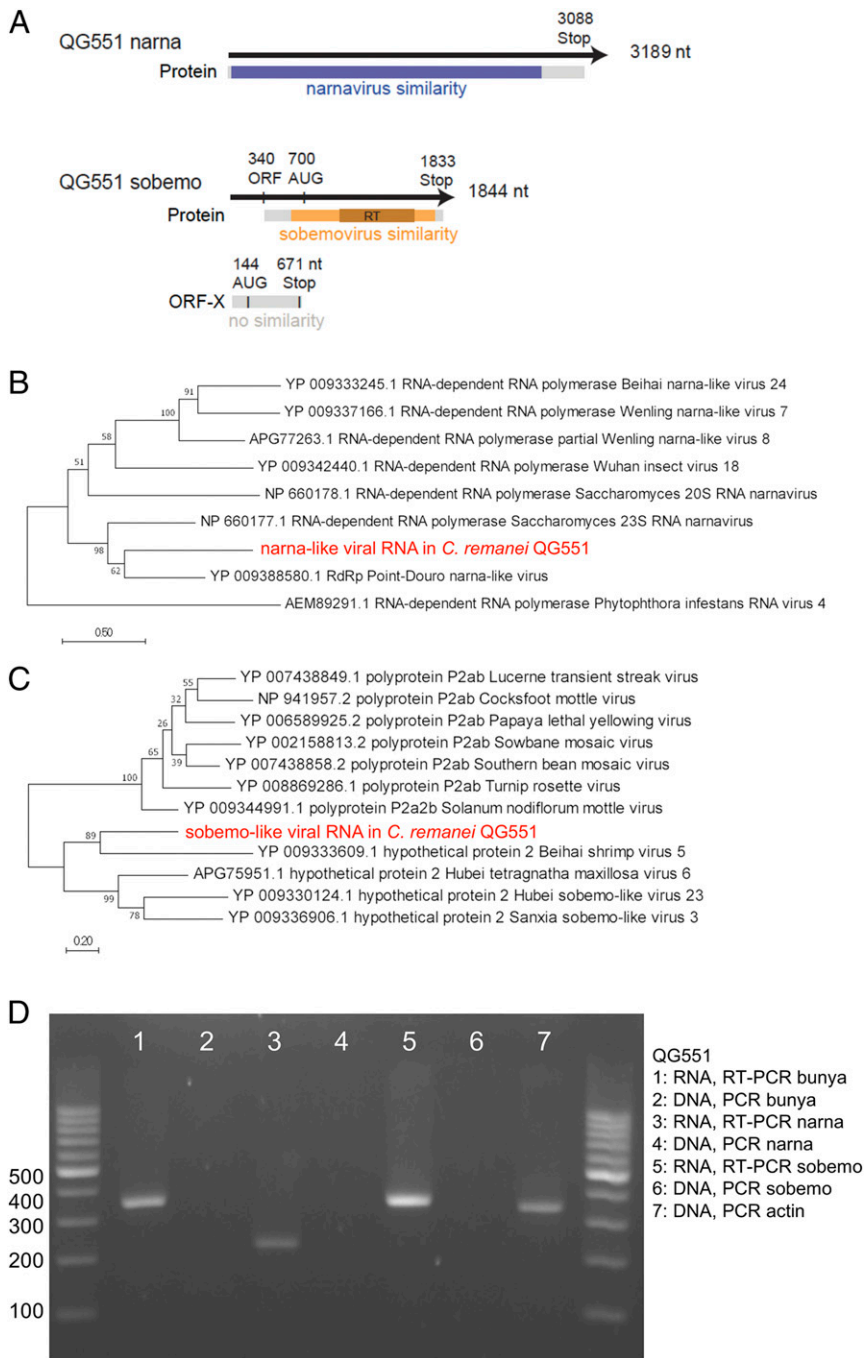 A
QG551 narna
3088
Stop
3189 nt
Protein
narnavirus similarity
QG551 sobemo
340
ORF
700
AUG
1833
Stop
1844 nt
Protein
RT
sobemovirus similarity
144
AUG
671 nt
Stop
ORF-X
no similarity
B
YP 009333245.1 RNA-dependent RNA polymerase Beihai narna-like virus 24
91
YP 009337166.1 RNA-dependent RNA polymerase Wenling narna-like virus 7
100
APG77263.1 RNA-dependent RNA polymerase partial Wenling narna-like virus 8
58
YP 009342440.1 RNA-dependent RNA polymerase Wuhan insect virus 18
51
NP 660178.1 RNA-dependent RNA polymerase Saccharomyces 20S RNA narnavirus
NP 660177.1 RNA-dependent RNA polymerase Saccharomyces 23S RNA narnavirus
98
narna-like viral RNA in C. remanei QG551
62
YP 009388580.1 RdRp Point-Douro narna-like virus
AEM89291.1 RNA-dependent RNA polymerase Phytophthora infestans RNA virus 4
0.50
C
YP 007438849.1 polyprotein P2ab Lucerne transient streak virus
55
NP 941957.2 polyprotein P2ab Cocksfoot mottle virus
32
YP 006589925.2 polyprotein P2ab Papaya lethal yellowing virus
26
YP 002158813.2 polyprotein P2ab Sowbane mosaic virus
39
YP 007438858.2 polyprotein P2ab Southern bean mosaic virus
65
YP 008869286.1 polyprotein P2ab Turnip rosette virus
100
YP 009344991.1 polyprotein P2a2b Solanum nodiflorum mottle virus
sobemo-like viral RNA in C. remanei QG551
89
YP 009333609.1 hypothetical protein 2 Beihai shrimp virus 5
APG75951.1 hypothetical protein 2 Hubei tetragnatha maxillosa virus 6
99
YP 009330124.1 hypothetical protein 2 Hubei sobemo-like virus 23
78
YP 009336906.1 hypothetical protein 2 Sanxia sobemo-like virus 3
0.20
D
1 2 3 4 5 6 7
500
400
300
200
100
QG551
1: RNA, RT-PCR bunya
2: DNA, PCR bunya
3: RNA, RT-PCR narna
4: DNA, PCR narna
5: RNA, RT-PCR sobemo
6: DNA, PCR sobemo
7: DNA, PCR actin